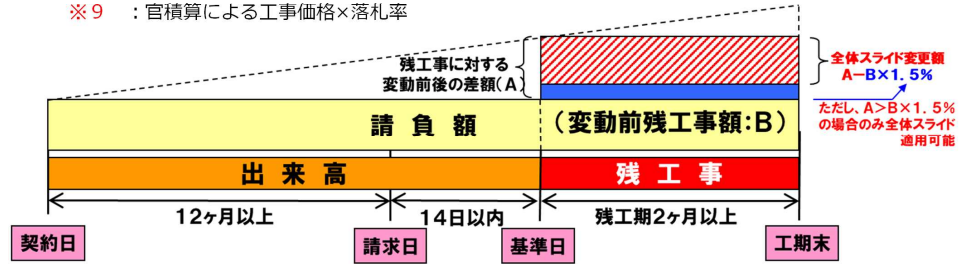 ※９　：官積算による工事価格×落札率
残工事に対する
変動前後の差額(A)
全体スライド変更額
A－B×1．5％
ただし、A＞B×1．5％
の場合のみ全体スライド
適用可能
請　負　額
（変動前残工事額：B）
出　来　高
残　工　事
12ヶ月以上
14日以内
残工期2ヶ月以上
契約日
請求日
基準日
工期末